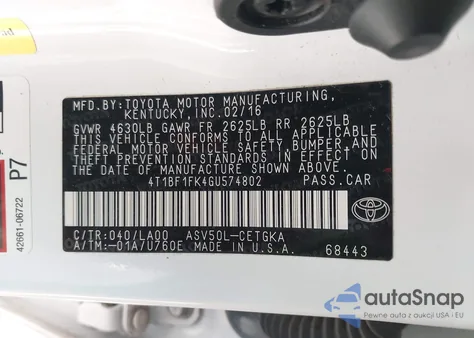 MFD.BY: TOYOTA MOTOR MANUFACTURING,
KENTUCKY, INC. 02/16
GVWR 4630LB GAWR FR 2625LB RR 2625LB
THIS VEHICLE CONFORMS TO ALL APPLICABLE
FEDERAL MOTOR VEHICLE SAFETY, BUMPER, AND
THEFT PREVENTION STANDARDS IN EFFECT ON
THE DATE OF MANUFACTURE SHOWN ABOVE.
4T1BF1FK4GU574802 PASS.CAR
C/TR:040/LA00 ASV50L-CETGKA
A/TM:-01A/U760E MADE IN U.S.A.
68443
TOYOTA
P7
42661-06722
autoSnap
Pewne auta z aukcji USA i EU